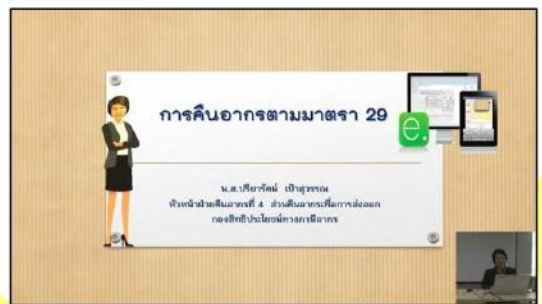 การคืนอากรตามมาตรา 29
น.ส.ปรียารัตน์ เป้าสุวรรณ
หัวหน้าฝ่ายคืนอากรที่ 4 ส่วนคืนอากรเพื่อการส่งออก
กองสิทธิประโยชน์ทางภาษีอากร
e.